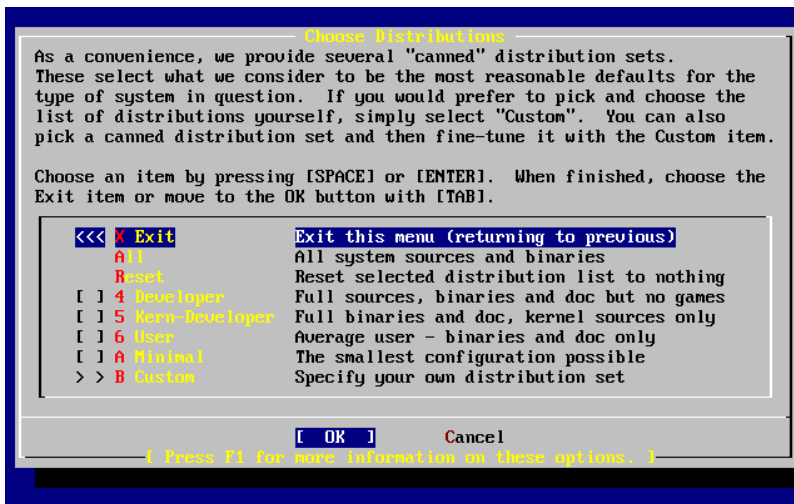 Choose Distributions
As a convenience, we provide several "canned" distribution sets.
These select what we consider to be the most reasonable defaults for the
type of system in question.  If you would prefer to pick and choose the
list of distributions yourself, simply select "Custom".  You can also
pick a canned distribution set and then fine-tune it with the Custom item.
Choose an item by pressing [SPACE] or [ENTER].  When finished, choose the
Exit item or move to the OK button with [TAB].
<<< X Exit Exit this menu (returning to previous)
All All system sources and binaries
Reset Reset selected distribution list to nothing
[ ] 4 Developer Full sources, binaries and doc but no games
[ ] 5 Kern-Developer Full binaries and doc, kernel sources only
[ ] 6 User Average user - binaries and doc only
[ ] A Minimal The smallest configuration possible
> > B Custom Specify your own distribution set
[ OK ] Cancel
[ Press F1 for more information on these options. ]